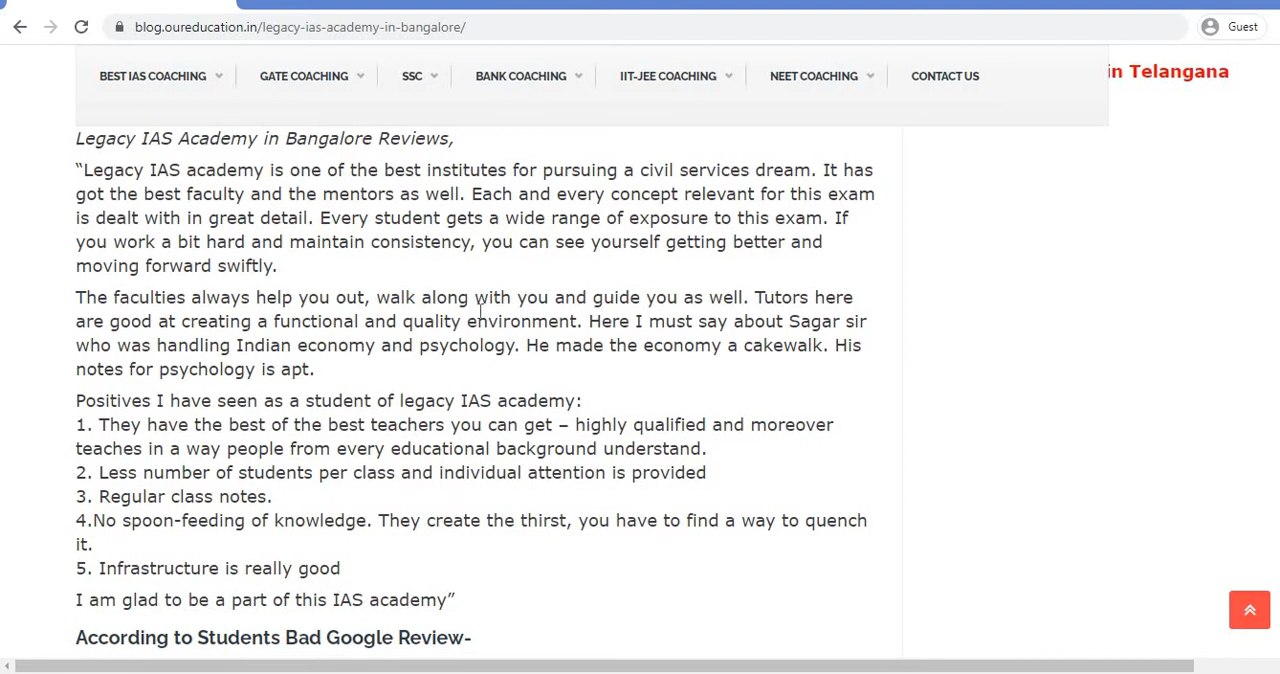 blog.oureducation.in/legacy-ias-academy-in-bangalore/
Guest
BEST IAS COACHING GATE COACHING SSC BANK COACHING IIT-JEE COACHING NEET COACHING CONTACT US
in Telangana
Legacy IAS Academy in Bangalore Reviews,
“Legacy IAS academy is one of the best institutes for pursuing a civil services dream. It has
got the best faculty and the mentors as well. Each and every concept relevant for this exam
is dealt with in great detail. Every student gets a wide range of exposure to this exam. If
you work a bit hard and maintain consistency, you can see yourself getting better and
moving forward swiftly.
The faculties always help you out, walk along with you and guide you as well. Tutors here
are good at creating a functional and quality environment. Here I must say about Sagar sir
who was handling Indian economy and psychology. He made the economy a cakewalk. His
notes for psychology is apt.
Positives I have seen as a student of legacy IAS academy:
1. They have the best of the best teachers you can get – highly qualified and moreover
teaches in a way people from every educational background understand.
2. Less number of students per class and individual attention is provided
3. Regular class notes.
4.No spoon-feeding of knowledge. They create the thirst, you have to find a way to quench
it.
5. Infrastructure is really good
I am glad to be a part of this IAS academy”
According to Students Bad Google Review-